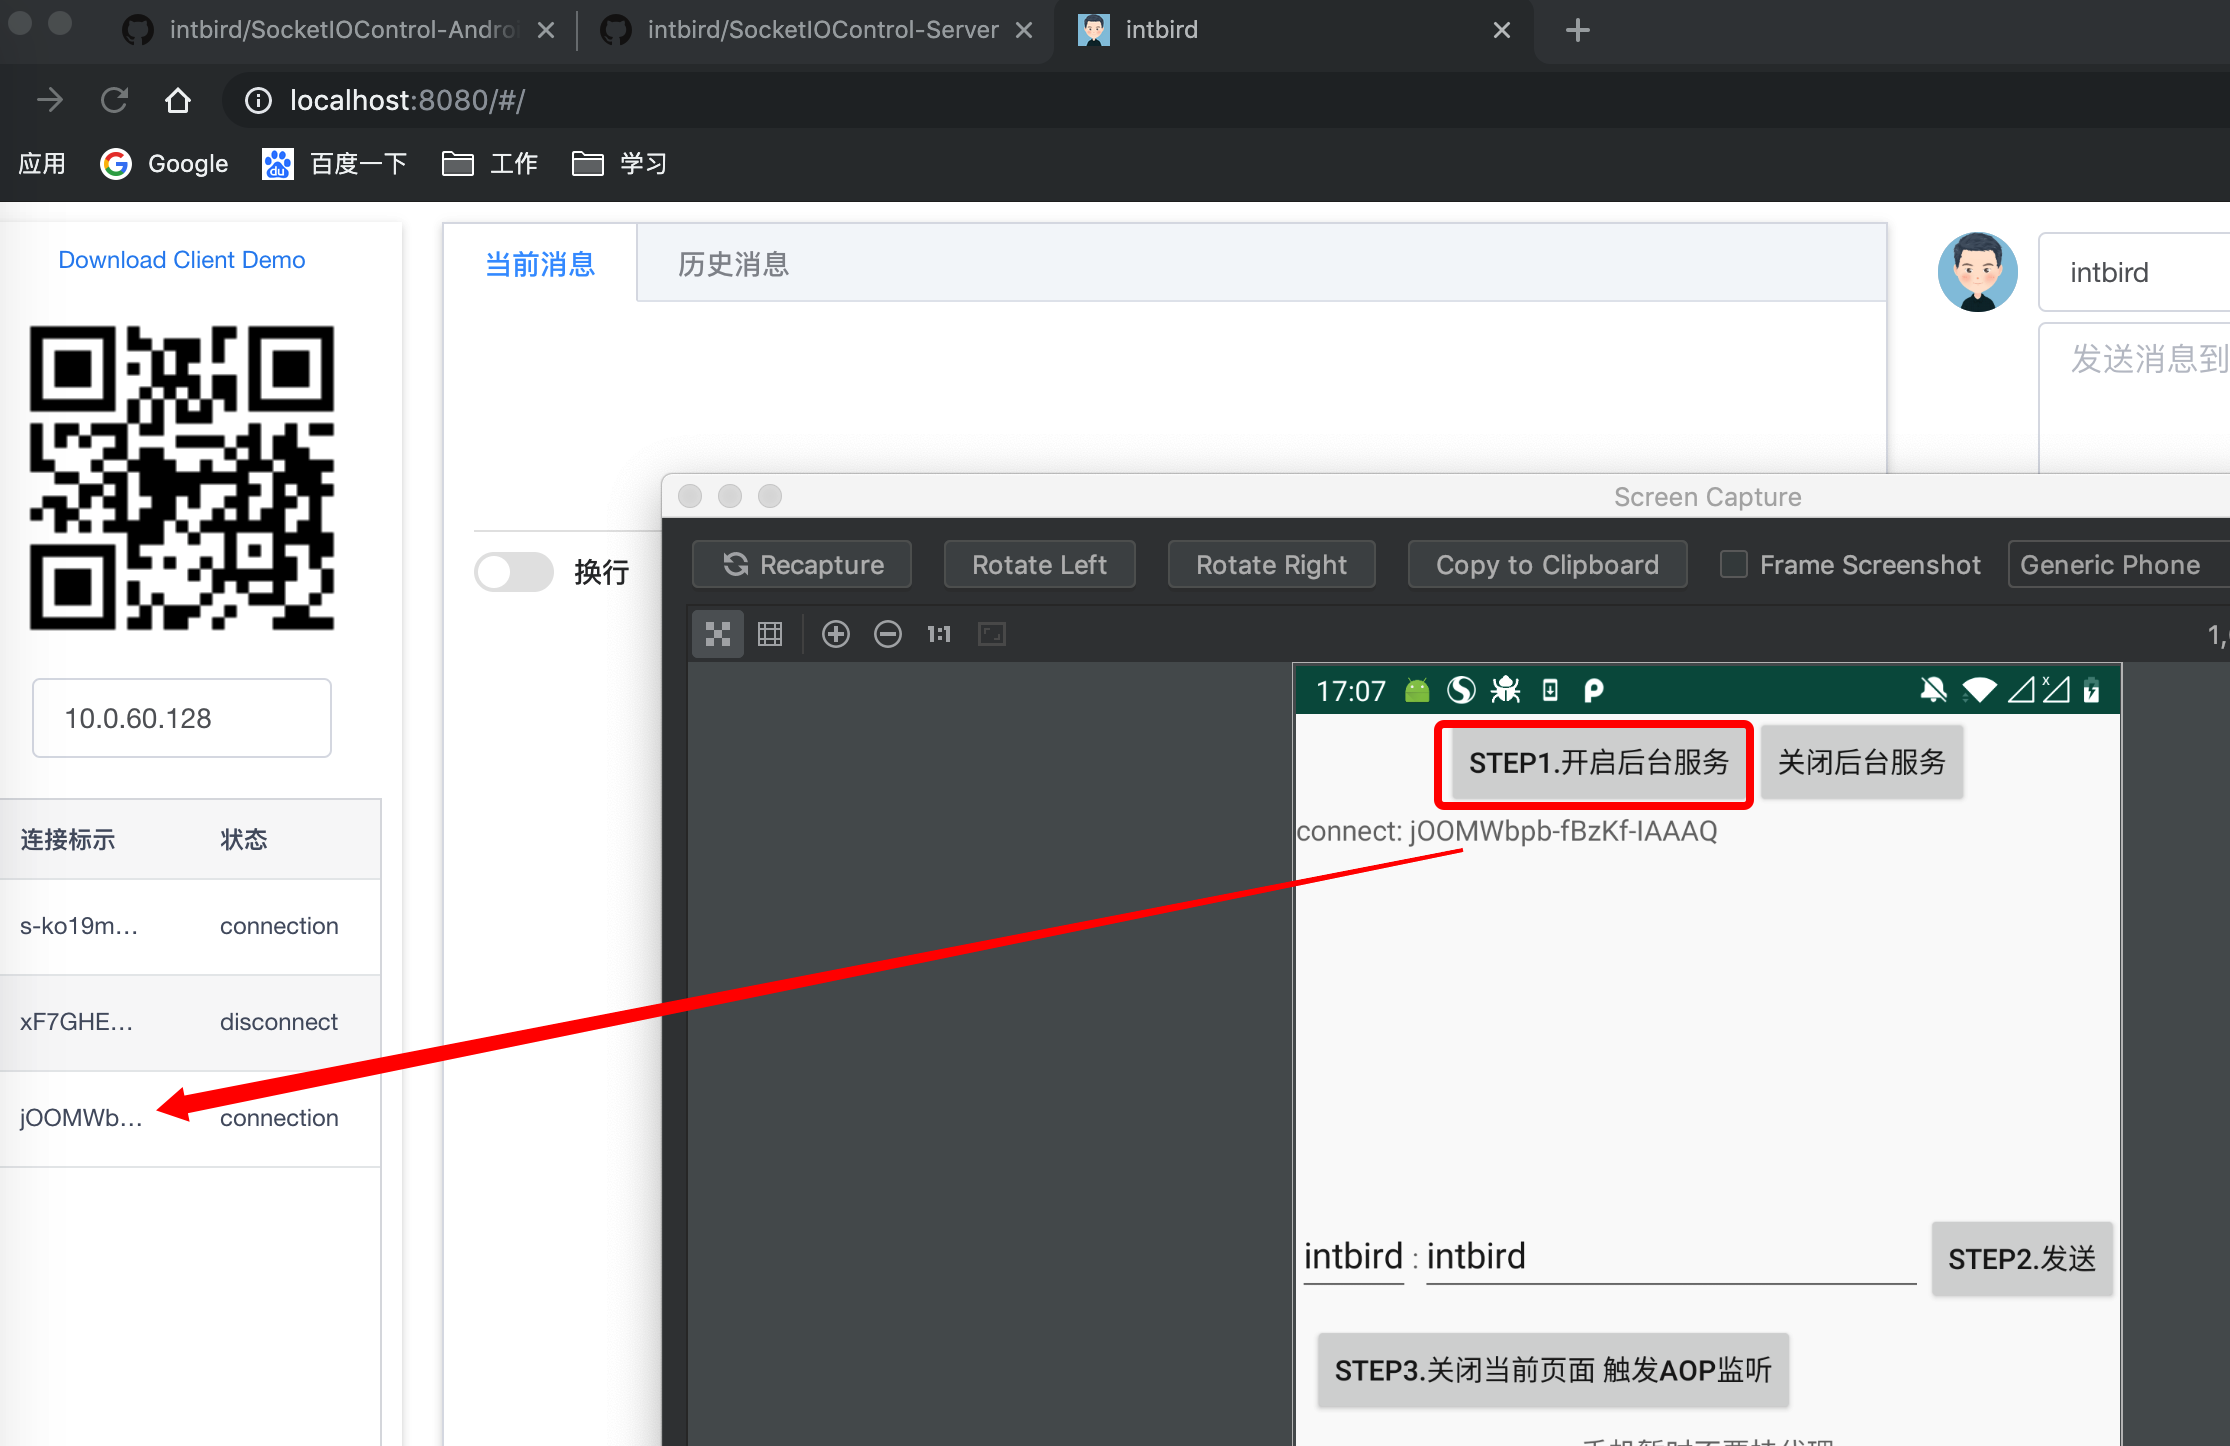 intbird/SocketIOControl-Androi
intbird/SocketIOControl-Server
intbird
localhost:8080/#/
应用
Google
百度一下
工作
学习
Download Client Demo
当前消息
历史消息
intbird
发送消息到
换行
10.0.60.128
连接标示 状态
s-ko19m... connection
xF7GHE... disconnect
jOOMWb... connection
Screen Capture
Recapture
Rotate Left
Rotate Right
Copy to Clipboard
Frame Screenshot
Generic Phone
1:1
17:07
STEP1.开启后台服务
关闭后台服务
connect: jOOMWbpb-fBzKf-IAAAQ
intbird : intbird
STEP2.发送
STEP3.关闭当前页面 触发AOP监听